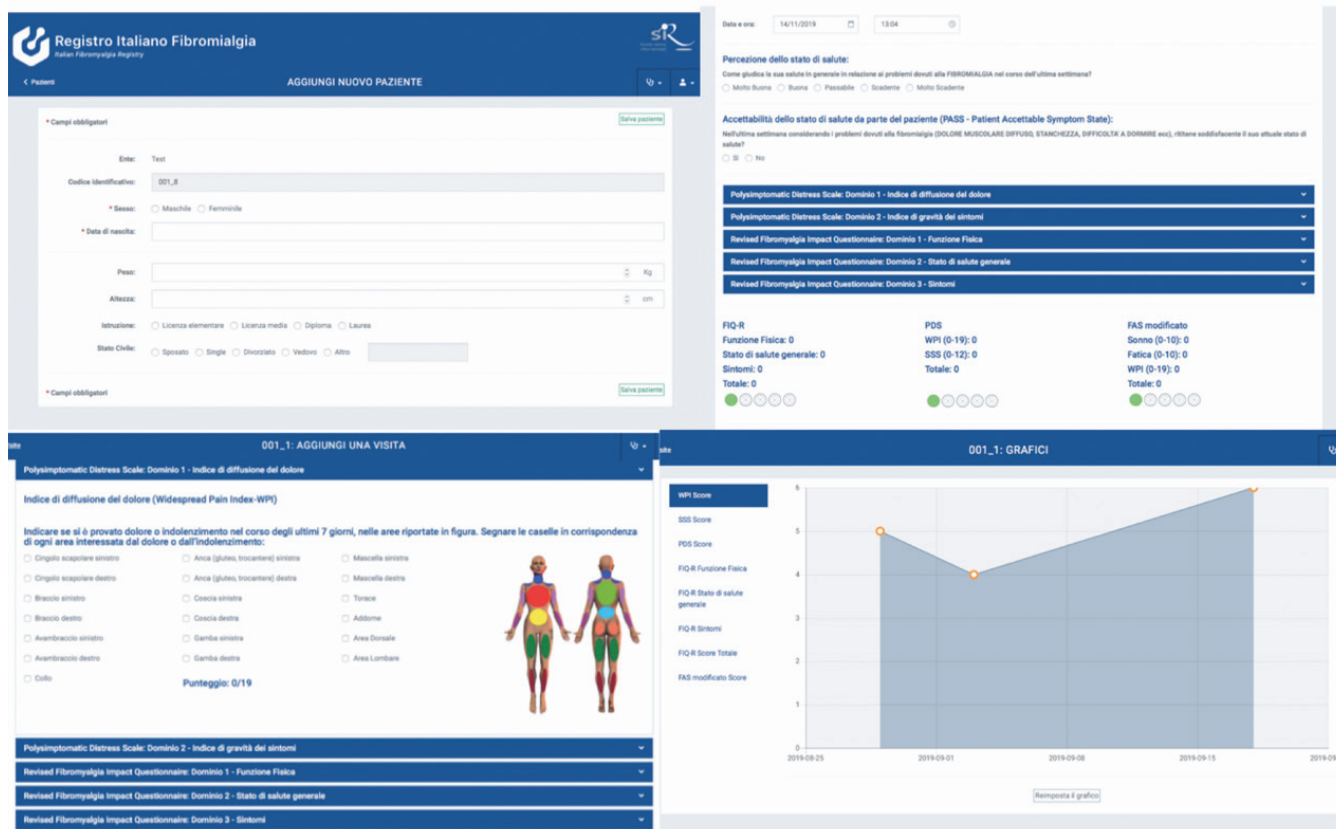 Registro Italiano Fibromialgia
Italian Fibromyalgia Registry
SIR
Pazienti
AGGIUNGI NUOVO PAZIENTE
* Campi obbligatori
Salva paziente
Ente: Test
Codice Identificativo: 001_8
* Sesso: Maschile Femminile
* Data di nascita:
Peso: Kg
Altezza: cm
Istruzione: Licenza elementare Licenza media Diploma Laurea
Stato Civile: Sposato Single Divorziato Vedovo Altro
* Campi obbligatori
Salva paziente
Data e ora: 14/11/2019 13:04
Percezione dello stato di salute:
Come giudica la sua salute in generale in relazione ai problemi dovuti alla FIBROMIALGIA nel corso dell'ultima settimana?
Molto Buona Buona Passabile Scadente Molto Scadente
Accettabilità dello stato di salute da parte del paziente (PASS - Patient Accettable Symptom State):
Nell'ultima settimana considerando i problemi dovuti alla fibromialgia (DOLORE MUSCOLARE DIFFUSO, STANCHEZZA, DIFFICOLTA' A DORMIRE ecc), ritiene soddisfacente il suo attuale stato di
salute?
Sì No
Polysimptomatic Distress Scale: Dominio 1 - Indice di diffusione del dolore
Polysimptomatic Distress Scale: Dominio 2 - Indice di gravità dei sintomi
Revised Fibromyalgia Impact Questionnaire: Dominio 1 - Funzione Fisica
Revised Fibromyalgia Impact Questionnaire: Dominio 2 - Stato di salute generale
Revised Fibromyalgia Impact Questionnaire: Dominio 3 - Sintomi
FIQ-R
Funzione Fisica: 0
Stato di salute generale: 0
Sintomi: 0
Totale: 0
PDS
WPI (0-19): 0
SSS (0-12): 0
Totale: 0
FAS modificato
Sonno (0-10): 0
Fatica (0-10): 0
WPI (0-19): 0
Totale: 0
001_1: AGGIUNGI UNA VISITA
Polysimptomatic Distress Scale: Dominio 1 - Indice di diffusione del dolore
Indice di diffusione del dolore (Widespread Pain Index-WPI)
Indicare se si è provato dolore o indolenzimento nel corso degli ultimi 7 giorni, nelle aree riportate in figura. Segnare le caselle in corrispondenza
di ogni area interessata dal dolore o dall'indolenzimento:
Cingolo scapolare sinistro Anca (gluteo, trocantere) sinistra Mascella sinistra
Cingolo scapolare destro Anca (gluteo, trocantere) destra Mascella destra
Braccio sinistro Coscia sinistra Torace
Braccio destro Coscia destra Addome
Avambraccio sinistro Gamba sinistra Area Dorsale
Avambraccio destro Gamba destra Area Lombare
Collo
Punteggio: 0/19
Polysimptomatic Distress Scale: Dominio 2 - Indice di gravità dei sintomi
Revised Fibromyalgia Impact Questionnaire: Dominio 1 - Funzione Fisica
Revised Fibromyalgia Impact Questionnaire: Dominio 2 - Stato di salute generale
Revised Fibromyalgia Impact Questionnaire: Dominio 3 - Sintomi
001_1: GRAFICI
WPI Score
SSS Score
PDS Score
FIQ-R Funzione Fisica
FIQ-R Stato di salute
generale
FIQ-R Sintomi
FIQ-R Score Totale
FAS modificato Score
6
5
4
3
2
1
0
2019-08-25 2019-09-01 2019-09-08 2019-09-15 2019-09
Reimposta il grafico